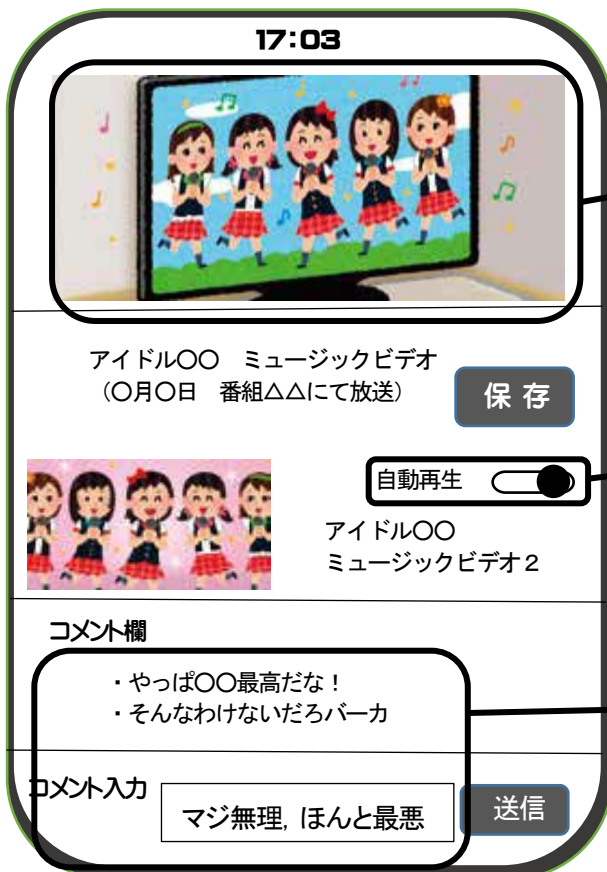 17:03
アイドル〇〇　ミュージックビデオ
（〇月〇日　番組△△にて放送）
保 存
自動再生
アイドル〇〇
ミュージックビデオ２
コメント欄
・やっぱ〇〇最高だな！
・そんなわけないだろバーカ
コメント入力
マジ無理, ほんと最悪
送信